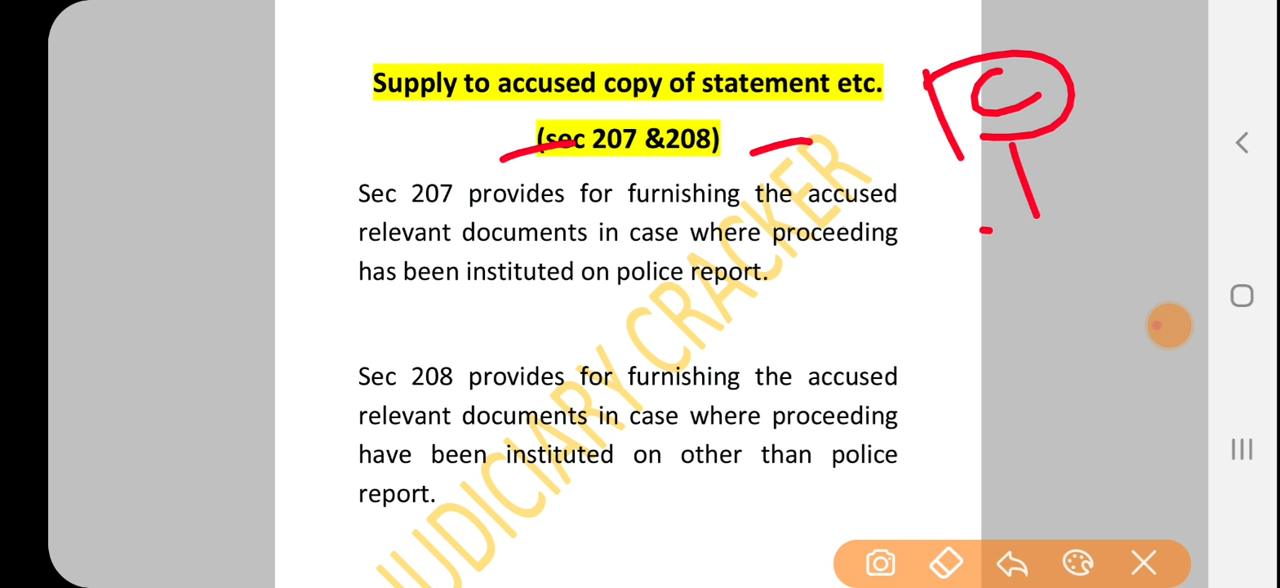 Supply to accused copy of statement etc.
(sec 207 &208)
Sec 207 provides for furnishing the accused
relevant documents in case where proceeding
has been instituted on police report.
Sec 208 provides for furnishing the accused
relevant documents in case where proceeding
have been instituted on other than police
report.
JUDICIARY CRACKER